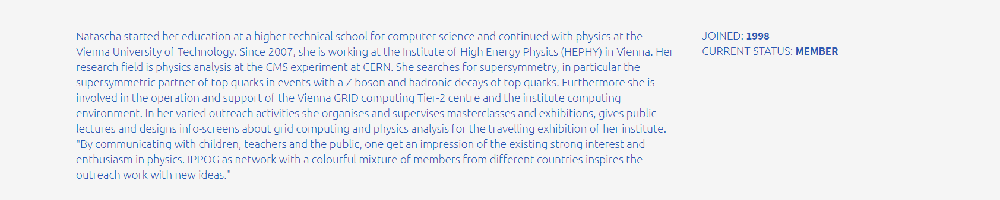 Natascha started her education at a higher technical school for computer science and continued with physics at the
Vienna University of Technology. Since 2007, she is working at the Institute of High Energy Physics (HEPHY) in Vienna. Her
research field is physics analysis at the CMS experiment at CERN. She searches for supersymmetry, in particular the
supersymmetric partner of top quarks in events with a Z boson and hadronic decays of top quarks. Furthermore she is
involved in the operation and support of the Vienna GRID computing Tier-2 centre and the institute computing
environment. In her varied outreach activities she organises and supervises masterclasses and exhibitions, gives public
lectures and designs info-screens about grid computing and physics analysis for the travelling exhibition of her institute.
"By communicating with children, teachers and the public, one get an impression of the existing strong interest and
enthusiasm in physics. IPPOG as network with a colourful mixture of members from different countries inspires the
outreach work with new ideas."
JOINED: 1998
CURRENT STATUS: MEMBER